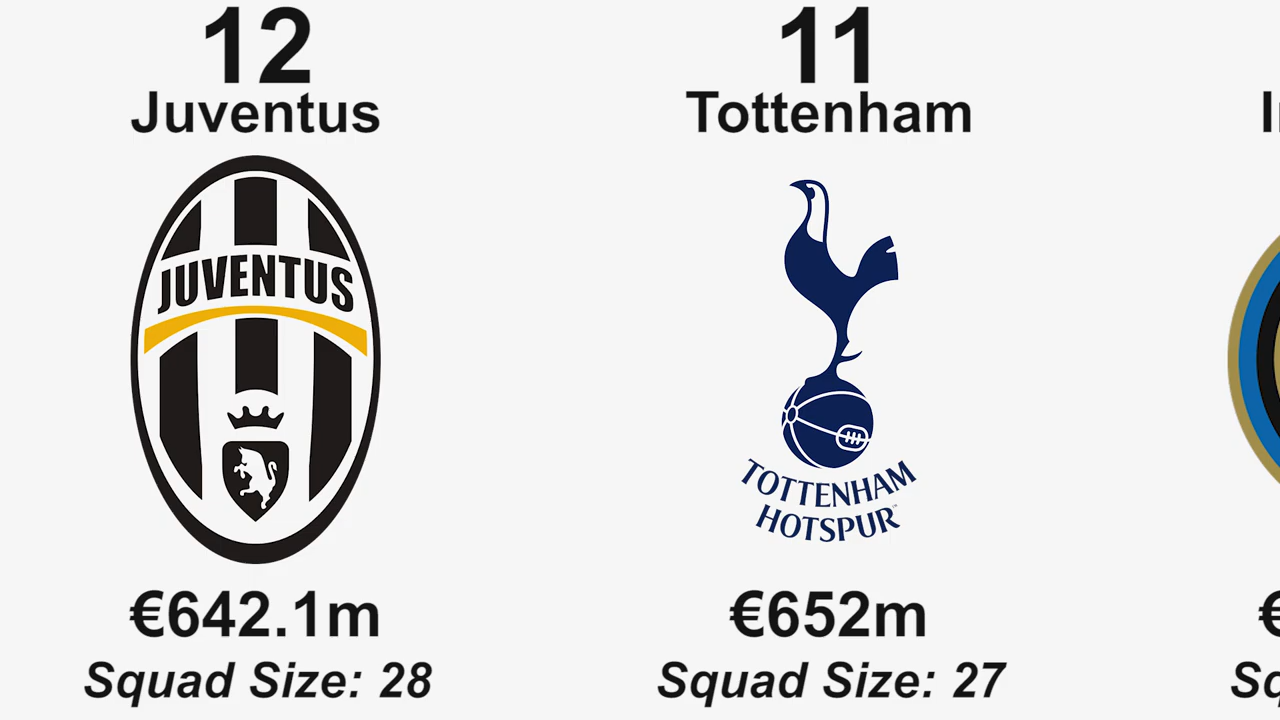 12
Juventus
JUVENTUS
€642.1m
Squad Size: 28
11
Tottenham
TOTTENHAM
HOTSPUR
€652m
Squad Size: 27
€